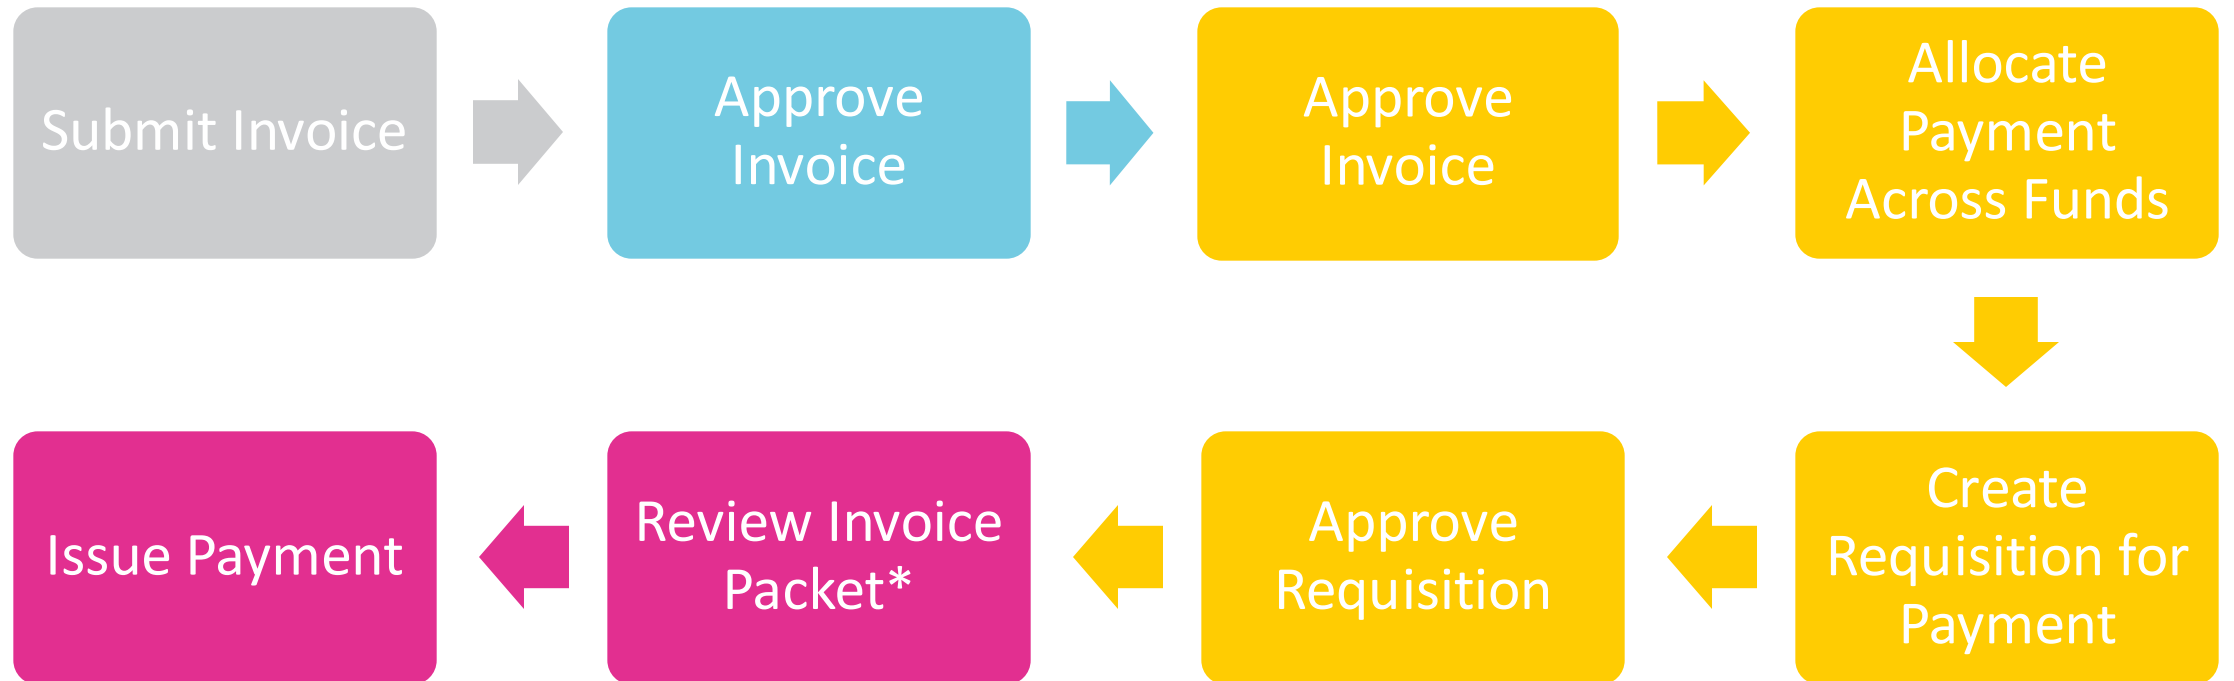 Submit Invoice
Approve
Invoice
Approve
Invoice
Allocate
Payment
Across Funds
Create
Requisition for
Payment
Approve
Requisition
Review Invoice
Packet*
Issue Payment